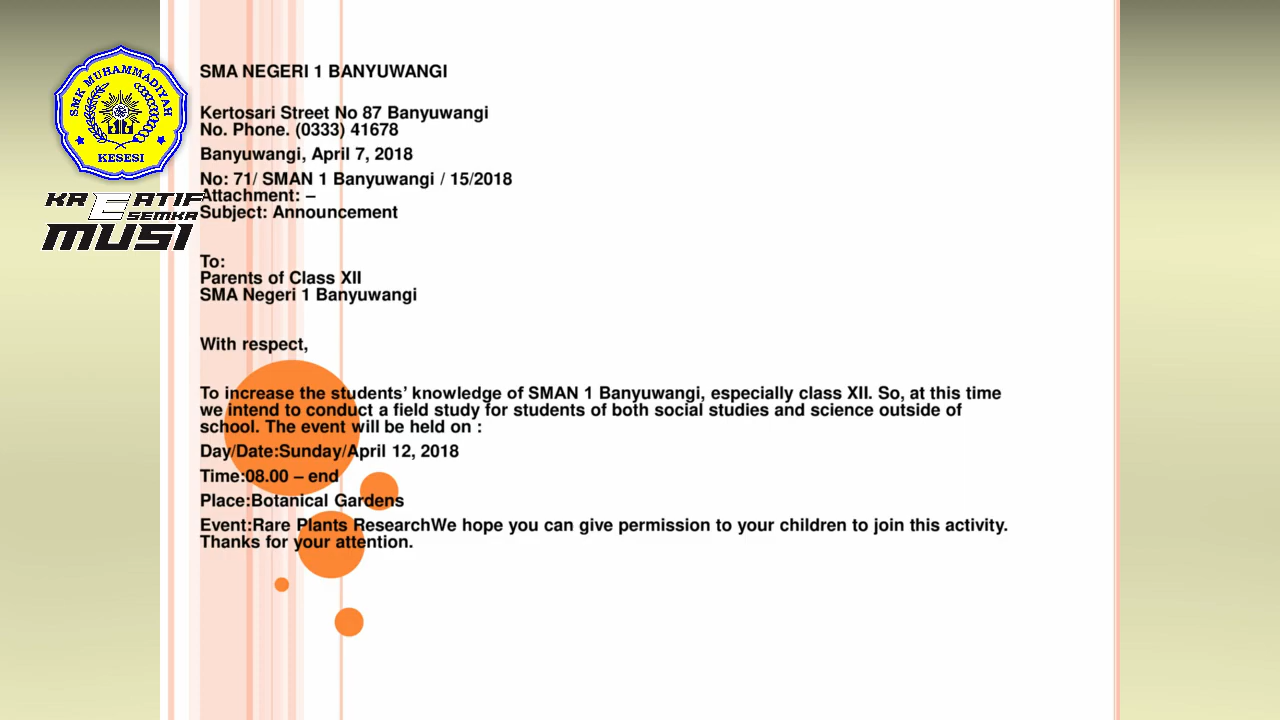 SMK MUHAMMADIYAH
KESESI
KREATIF
SEMKA
MUSI
SMA NEGERI 1 BANYUWANGI
Kertosari Street No 87 Banyuwangi
No. Phone. (0333) 41678
Banyuwangi, April 7, 2018
No: 71/ SMAN 1 Banyuwangi / 15/2018
Attachment: –
Subject: Announcement
To:
Parents of Class XII
SMA Negeri 1 Banyuwangi
With respect,
To increase the students’ knowledge of SMAN 1 Banyuwangi, especially class XII. So, at this time
we intend to conduct a field study for students of both social studies and science outside of
school. The event will be held on :
Day/Date:Sunday/April 12, 2018
Time:08.00 – end
Place:Botanical Gardens
Event:Rare Plants ResearchWe hope you can give permission to your children to join this activity.
Thanks for your attention.